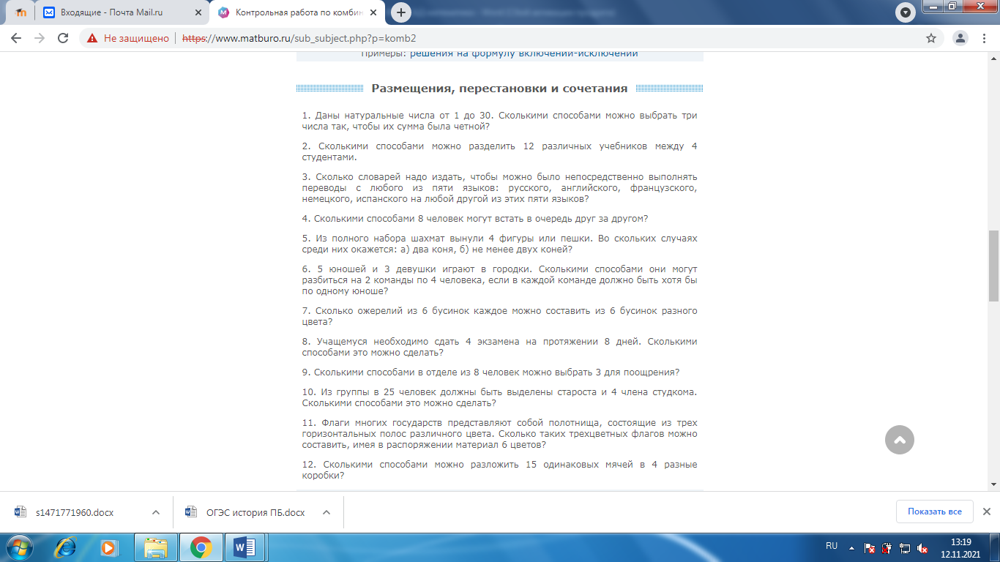 Входящие - Почта Mail.ru
Контрольная работа по комбин
Не защищено https://www.matburo.ru/sub_subject.php?p=komb2
Примеры: решения на формулу включений-исключений
Размещения, перестановки и сочетания
1. Даны натуральные числа от 1 до 30. Сколькими способами можно выбрать три
числа так, чтобы их сумма была четной?
2. Сколькими способами можно разделить 12 различных учебников между 4
студентами.
3. Сколько словарей надо издать, чтобы можно было непосредственно выполнять
переводы с любого из пяти языков: русского, английского, французского,
немецкого, испанского на любой другой из этих пяти языков?
4. Сколькими способами 8 человек могут встать в очередь друг за другом?
5. Из полного набора шахмат вынули 4 фигуры или пешки. Во скольких случаях
среди них окажется: а) два коня, б) не менее двух коней?
6. 5 юношей и 3 девушки играют в городки. Сколькими способами они могут
разбиться на 2 команды по 4 человека, если в каждой команде должно быть хотя бы
по одному юноше?
7. Сколько ожерелий из 6 бусинок каждое можно составить из 6 бусинок разного
цвета?
8. Учащемуся необходимо сдать 4 экзамена на протяжении 8 дней. Сколькими
способами это можно сделать?
9. Сколькими способами в отделе из 8 человек можно выбрать 3 для поощрения?
10. Из группы в 25 человек должны быть выделены староста и 4 члена студкома.
Сколькими способами это можно сделать?
11. Флаги многих государств представляют собой полотнища, состоящие из трех
горизонтальных полос различного цвета. Сколько таких трехцветных флагов можно
составить, имея в распоряжении материал 6 цветов?
12. Сколькими способами можно разложить 15 одинаковых мячей в 4 разные
коробки?
s1471771960.docx
ОГЭС история ПБ.docx
Показать все
RU
13:19
12.11.2021